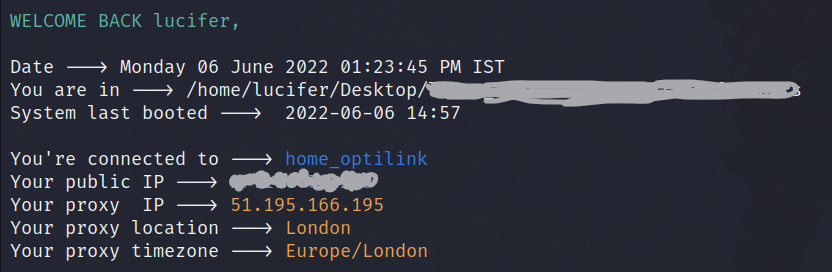 WELCOME BACK lucifer,
Date ---> Monday 06 June 2022 01:23:45 PM IST
You are in ---> /home/lucifer/Desktop/
System last booted ---> 2022-06-06 14:57
You're connected to ---> home_optilink
Your public IP --->
Your proxy  IP ---> 51.195.166.195
Your proxy location ---> London
Your proxy timezone ---> Europe/London